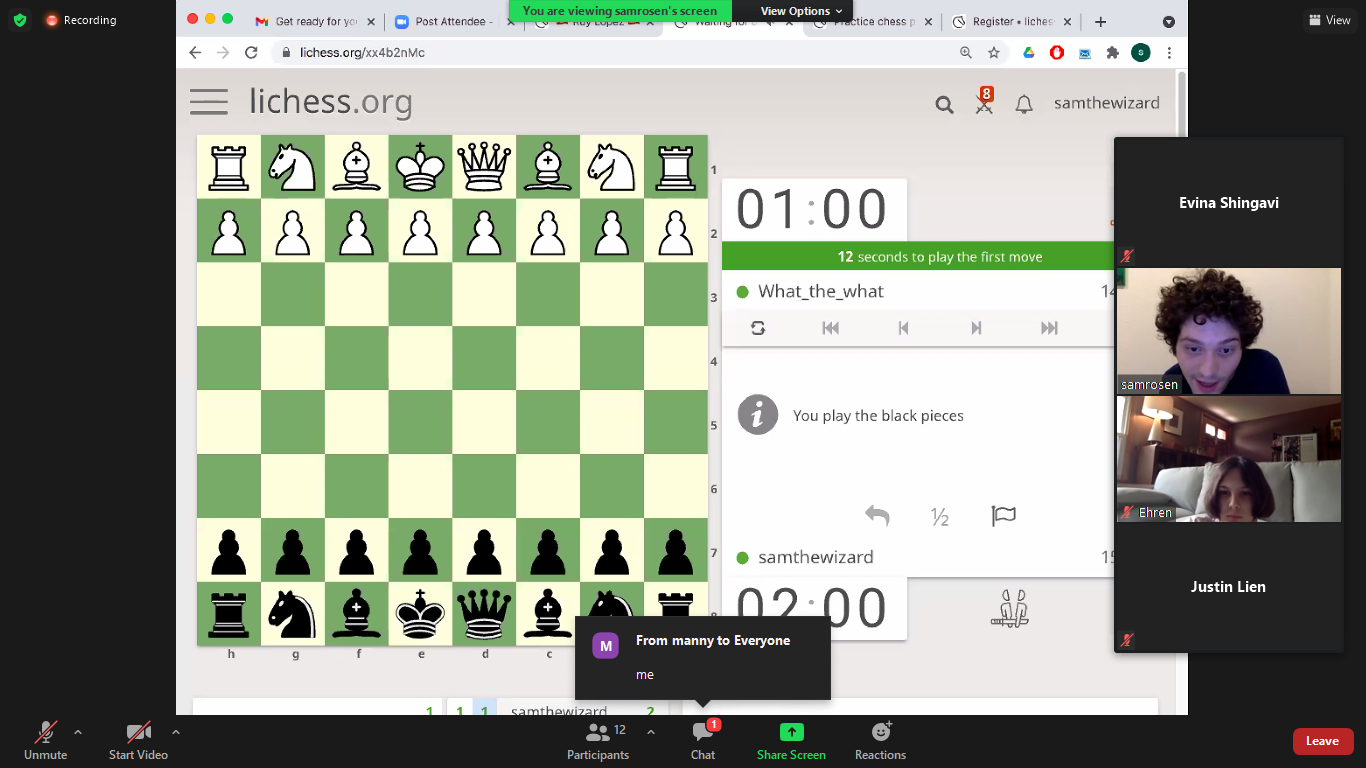 Recording
Get ready for yo
Post Attendee -
Ruy Lopez
Waiting for
Practice chess p
Register • liches
You are viewing samrosen's screen
View Options
View
lichess.org/xx4b2nMc
S
lichess.org
8
samthewizard
1
2
3
4
5
6
7
8
h
g
f
e
d
c
01:00
12 seconds to play the first move
What_the_what
14
You play the black pieces
½
samthewizard
15
02:00
1
1
1
samthewizard
2
M
From manny to Everyone
me
Evina Shingavi
samrosen
Ehren
Justin Lien
Unmute
Start Video
12
Participants
1
Chat
Share Screen
Reactions
Leave